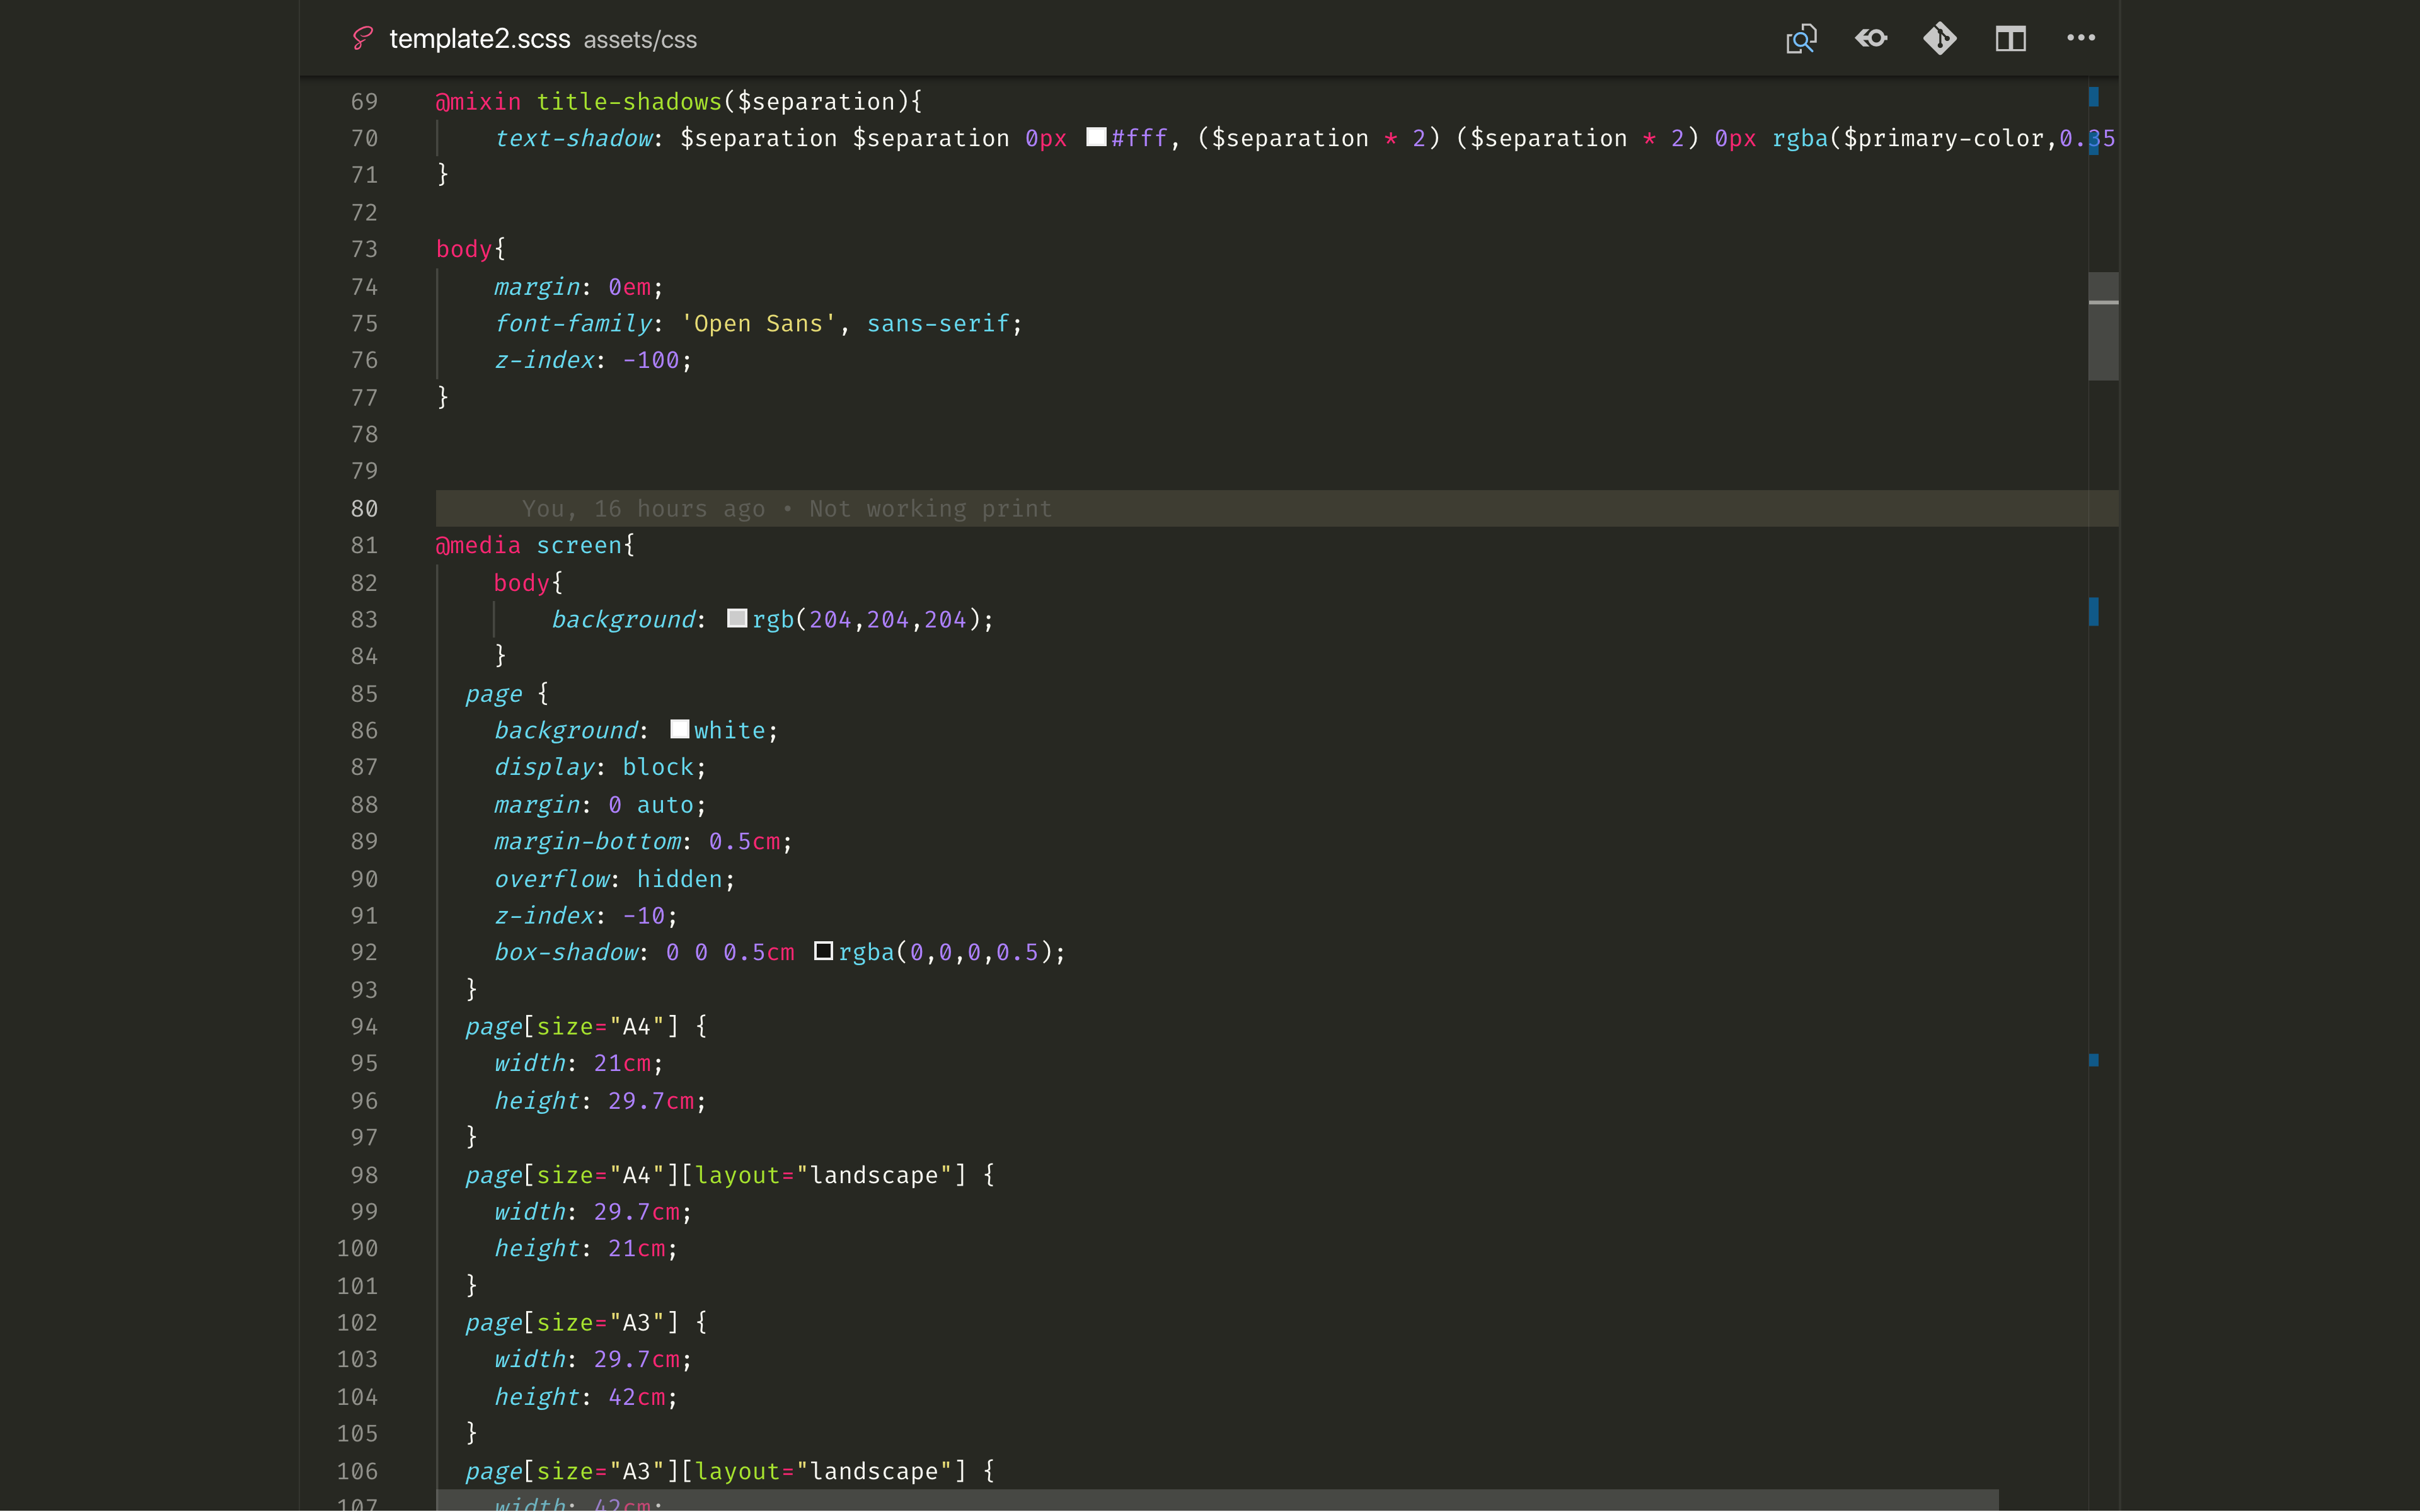 template2.scss assets/css
69 @mixin title-shadows($separation){
70 text-shadow: $separation $separation 0px #fff, ($separation * 2) ($separation * 2) 0px rgba($primary-color,0.35
71 }
72
73 body{
74 margin: 0em;
75 font-family: 'Open Sans', sans-serif;
76 z-index: -100;
77 }
78
79
80 You, 16 hours ago • Not working print
81 @media screen{
82 body{
83 background: rgb(204,204,204);
84 }
85 page {
86 background: white;
87 display: block;
88 margin: 0 auto;
89 margin-bottom: 0.5cm;
90 overflow: hidden;
91 z-index: -10;
92 box-shadow: 0 0 0.5cm rgba(0,0,0,0.5);
93 }
94 page[size="A4"] {
95 width: 21cm;
96 height: 29.7cm;
97 }
98 page[size="A4"][layout="landscape"] {
99 width: 29.7cm;
100 height: 21cm;
101 }
102 page[size="A3"] {
103 width: 29.7cm;
104 height: 42cm;
105 }
106 page[size="A3"][layout="landscape"] {
107 width: 42cm;